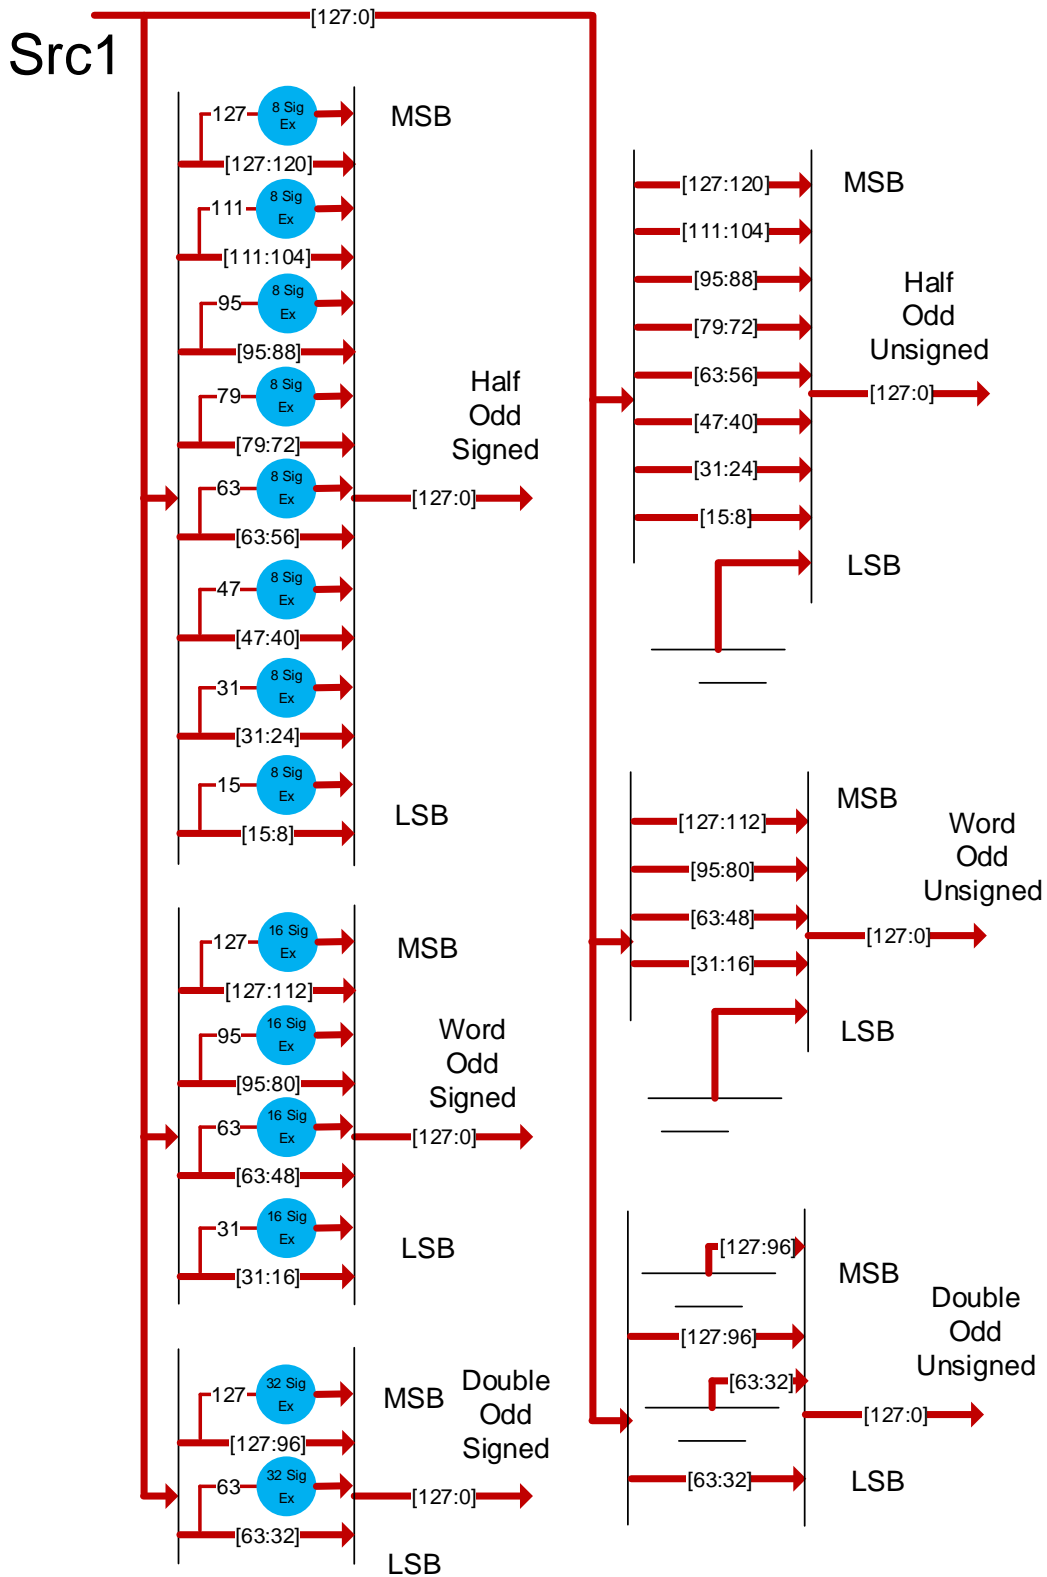 [127:0]
Src1
127
8 Sig
Ex
MSB
[127:120]
111
8 Sig
Ex
[111:104]
95
8 Sig
Ex
[95:88]
79
8 Sig
Ex
[79:72]
63
8 Sig
Ex
[63:56]
47
8 Sig
Ex
[47:40]
31
8 Sig
Ex
[31:24]
15
8 Sig
Ex
[15:8]
LSB
Half
Odd
Signed
[127:0]
127
16 Sig
Ex
MSB
[127:112]
95
16 Sig
Ex
[95:80]
63
16 Sig
Ex
[63:48]
31
16 Sig
Ex
[31:16]
LSB
Word
Odd
Signed
[127:0]
127
32 Sig
Ex
MSB
[127:96]
63
32 Sig
Ex
[63:32]
LSB
Double
Odd
Signed
[127:0]
[127:120]
MSB
[111:104]
[95:88]
[79:72]
[63:56]
[47:40]
[31:24]
[15:8]
LSB
Half
Odd
Unsigned
[127:0]
MSB
[127:112]
[95:80]
[63:48]
[31:16]
LSB
Word
Odd
Unsigned
[127:0]
[127:96]
MSB
[127:96]
[63:32]
[63:32]
LSB
Double
Odd
Unsigned
[127:0]